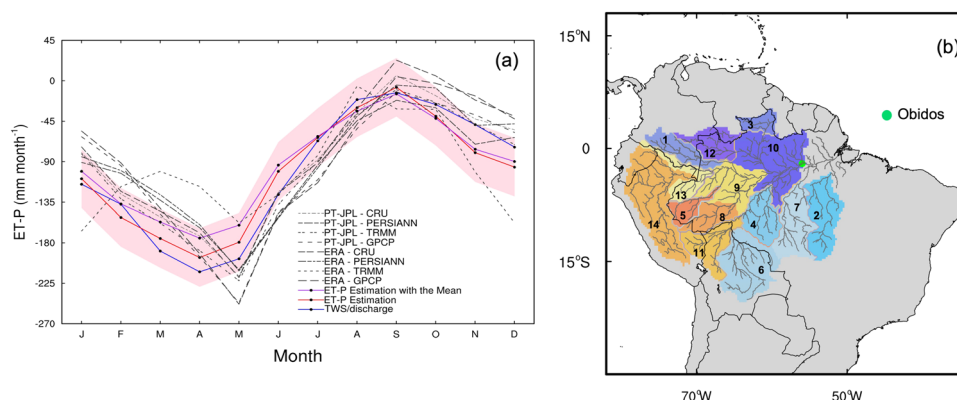 45
0
-45
-90
-135
-180
-225
-270
ET-P (mm month⁻¹)
(a)
PT-JPL - CRU
PT-JPL - PERSIANN
PT-JPL - TRMM
PT-JPL - GPCP
ERA - CRU
ERA - PERSIANN
ERA - TRMM
ERA - GPCP
ET-P Estimation with the Mean
ET-P Estimation
TWS/discharge
J F M A M J J A S O N D
Month
(b)
15°N
0
15°S
70°W 50°W
Obidos
3
1
12
10
13
9
5
8
4
7
2
14
11
6